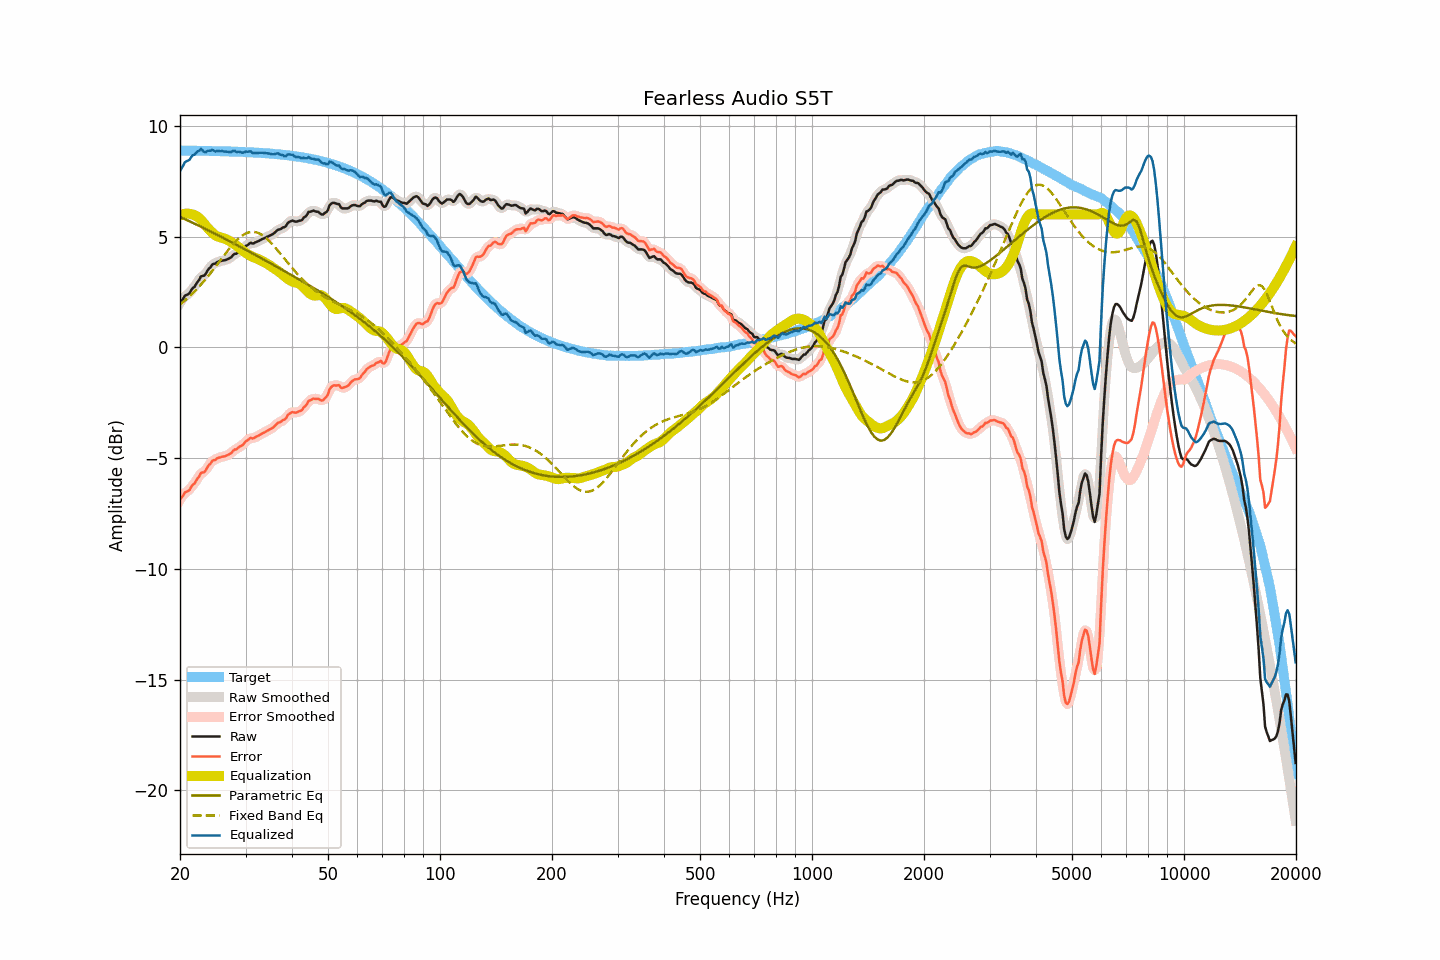 Fearless Audio S5T
10
5
0
−5
−10
−15
−20
Amplitude (dBr)
Target
Raw Smoothed
Error Smoothed
Raw
Error
Equalization
Parametric Eq
Fixed Band Eq
Equalized
20 50 100 200 500 1000 2000 5000 10000 20000
Frequency (Hz)